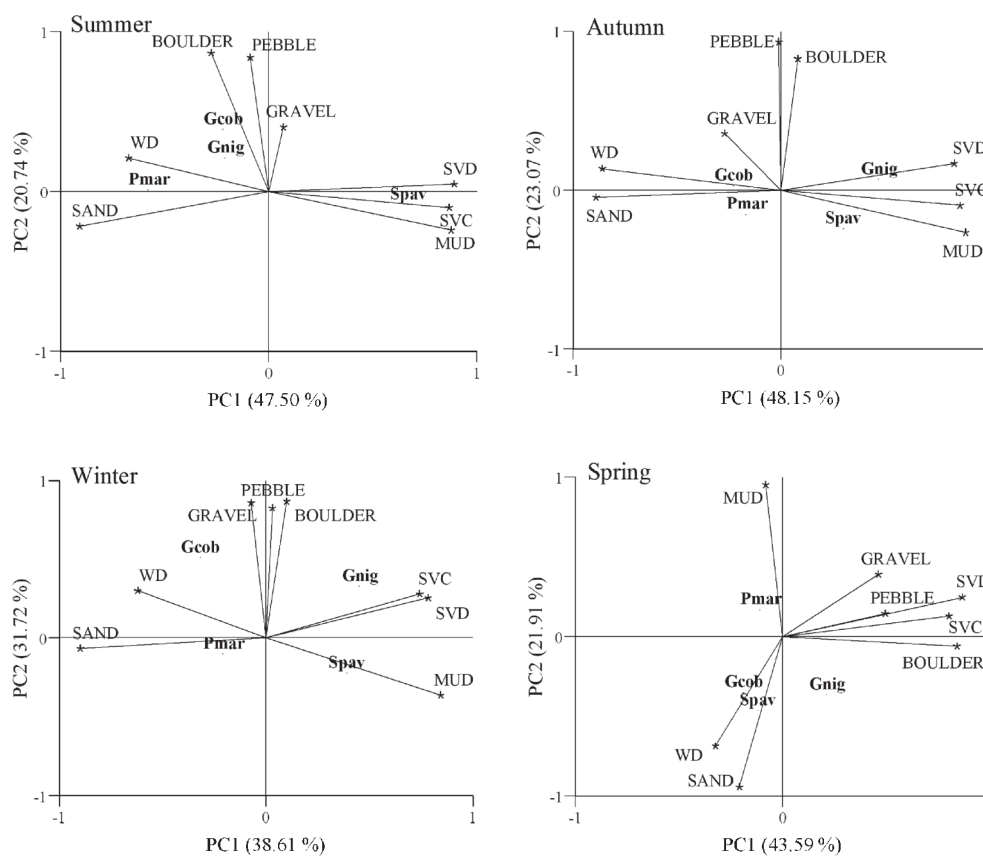 Summer
1
BOULDER
PEBBLE
Gcob
GRAVEL
WD
Gnig
Pmar
SVD
0
Spav
SAND
SVC
MUD
-1
-1
0
1
PC1 (47.50 %)
PC2 (20.74 %)
Autumn
1
PEBBLE
BOULDER
GRAVEL
WD
SVD
Gcob
Gnig
0
SVC
SAND
Pmar
Spav
MUD
-1
-1
0
PC1 (48.15 %)
PC2 (23.07 %)
Winter
1
PEBBLE
GRAVEL
BOULDER
Gcob
WD
Gnig
SVC
SVD
SAND
0
Pmar
Spav
MUD
-1
-1
0
1
PC1 (38.61 %)
PC2 (31.72 %)
Spring
1
MUD
GRAVEL
SVD
Pmar
PEBBLE
0
SVC
BOULDER
Gcob
Gnig
Spav
WD
SAND
-1
-1
0
PC1 (43.59 %)
PC2 (21.91 %)